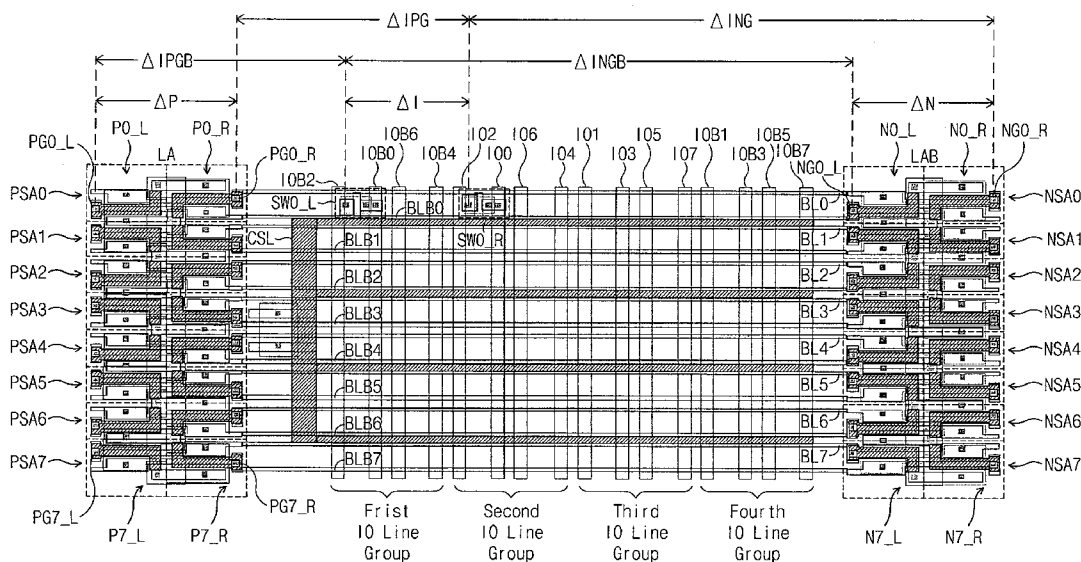 ΔIPG ΔING
ΔIPGB ΔINGB
ΔP ΔI ΔN
P0_L P0_R IOB6 IO2 IO6 IO1 IO5 IOB1 IOB5 N0_L N0_R NG0_R
PG0_L LA PG0_R IOB0 IOB4 IO0 IO4 IO3 IO7 IOB3 IOB7 LAB
IOB2 NG0_L
PSA0 SW0_L BLB0 BL0 NSA0
CSL SW0_R
PSA1 BLB1 BL1 NSA1
PSA2 BLB2 BL2 NSA2
PSA3 BLB3 BL3 NSA3
PSA4 BLB4 BL4 NSA4
PSA5 BLB5 BL5 NSA5
PSA6 BLB6 BL6 NSA6
PSA7 BLB7 BL7 NSA7
PG7_L P7_L P7_R PG7_R N7_L N7_R
Frist Second Third Fourth
IO Line IO Line IO Line IO Line
Group Group Group Group